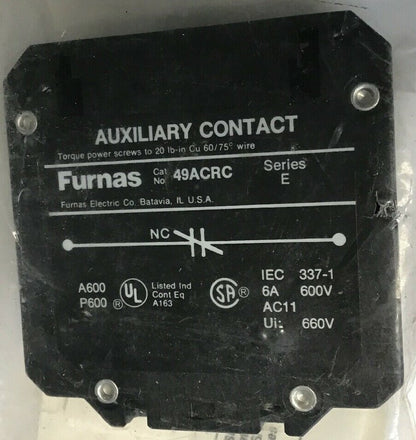 AUXILIARY CONTACT
Torque power screws to 20 lb-in Cu 60/75° wire
Furnas Cat No. 49ACRC Series E
Furnas Electric Co. Batavia, IL U.S.A.
NC
A600
P600
UL ®
Listed Ind
Cont Eq
A163
SA ®
IEC 337-1
6A 600V
AC11
Ui: 660V